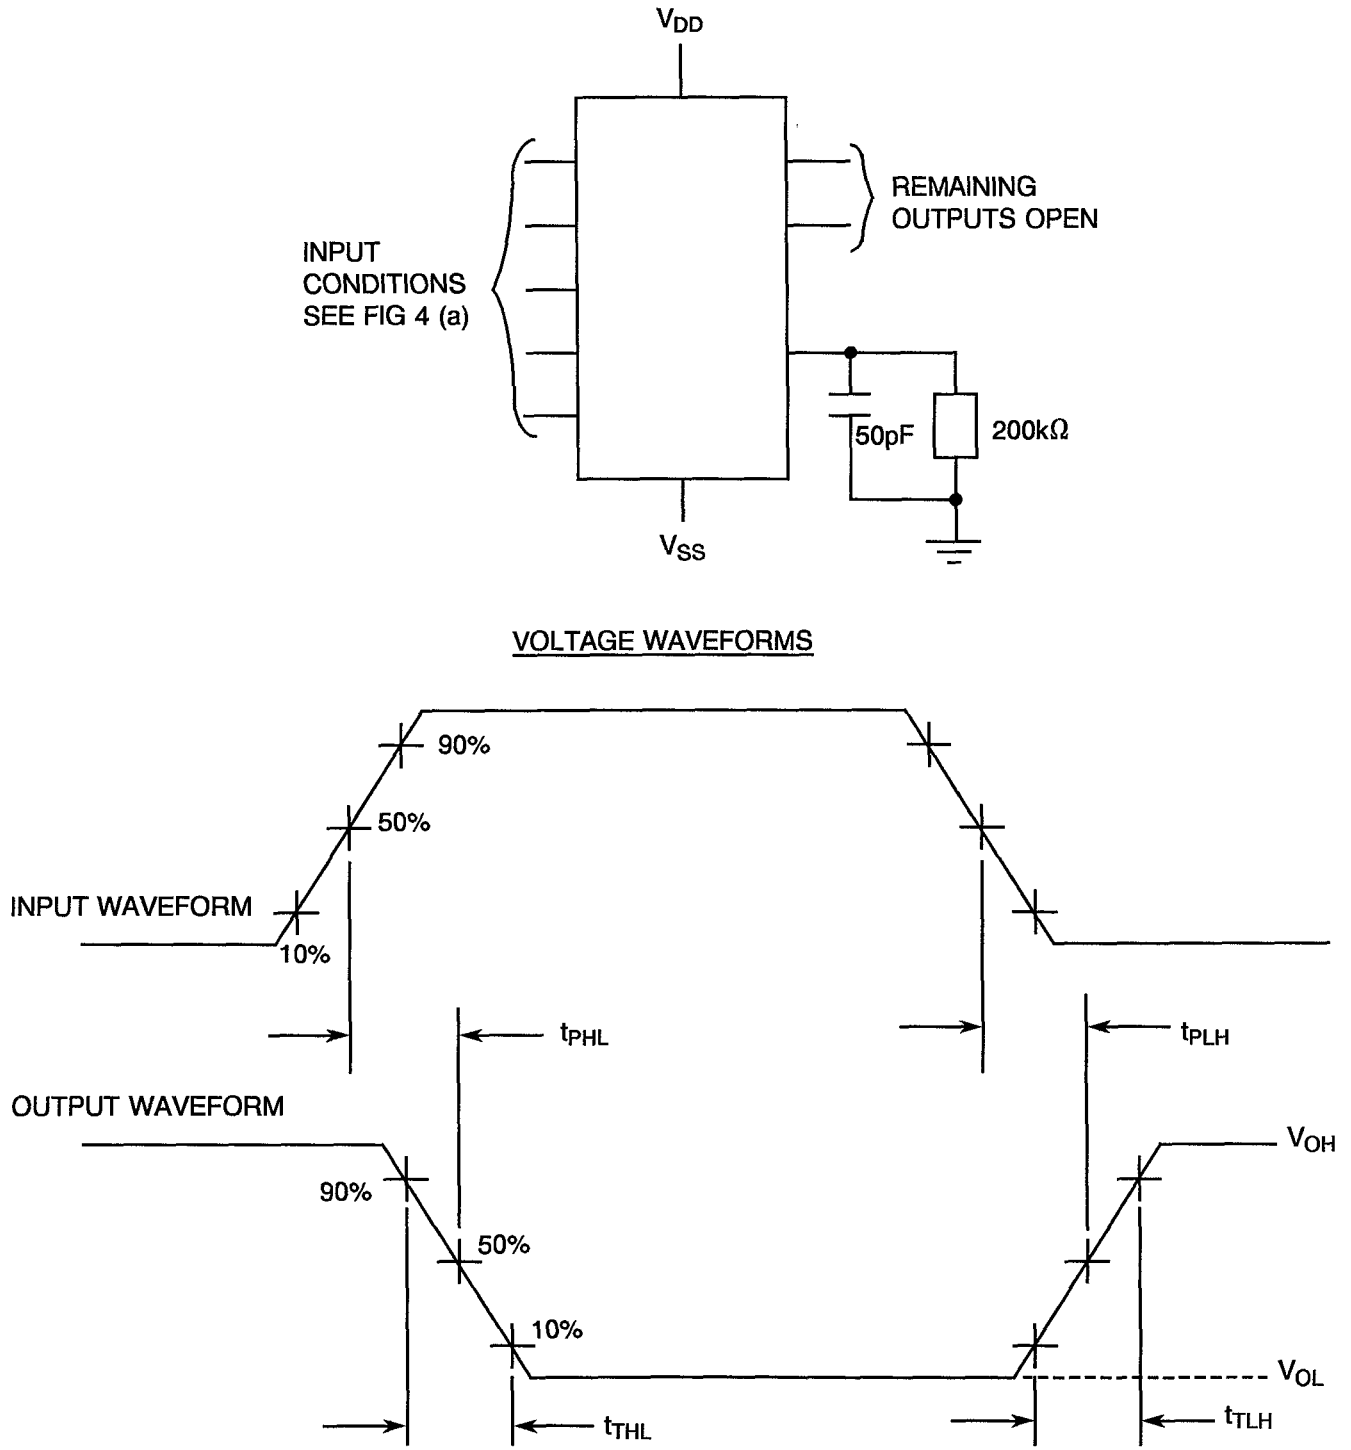 VDD
REMAINING
OUTPUTS OPEN
INPUT
CONDITIONS
SEE FIG 4 (a)
50pF
200kΩ
VSS
VOLTAGE WAVEFORMS
90%
50%
INPUT WAVEFORM
10%
tPHL
tPLH
OUTPUT WAVEFORM
VOH
90%
50%
10%
VOL
tTHL
tTLH